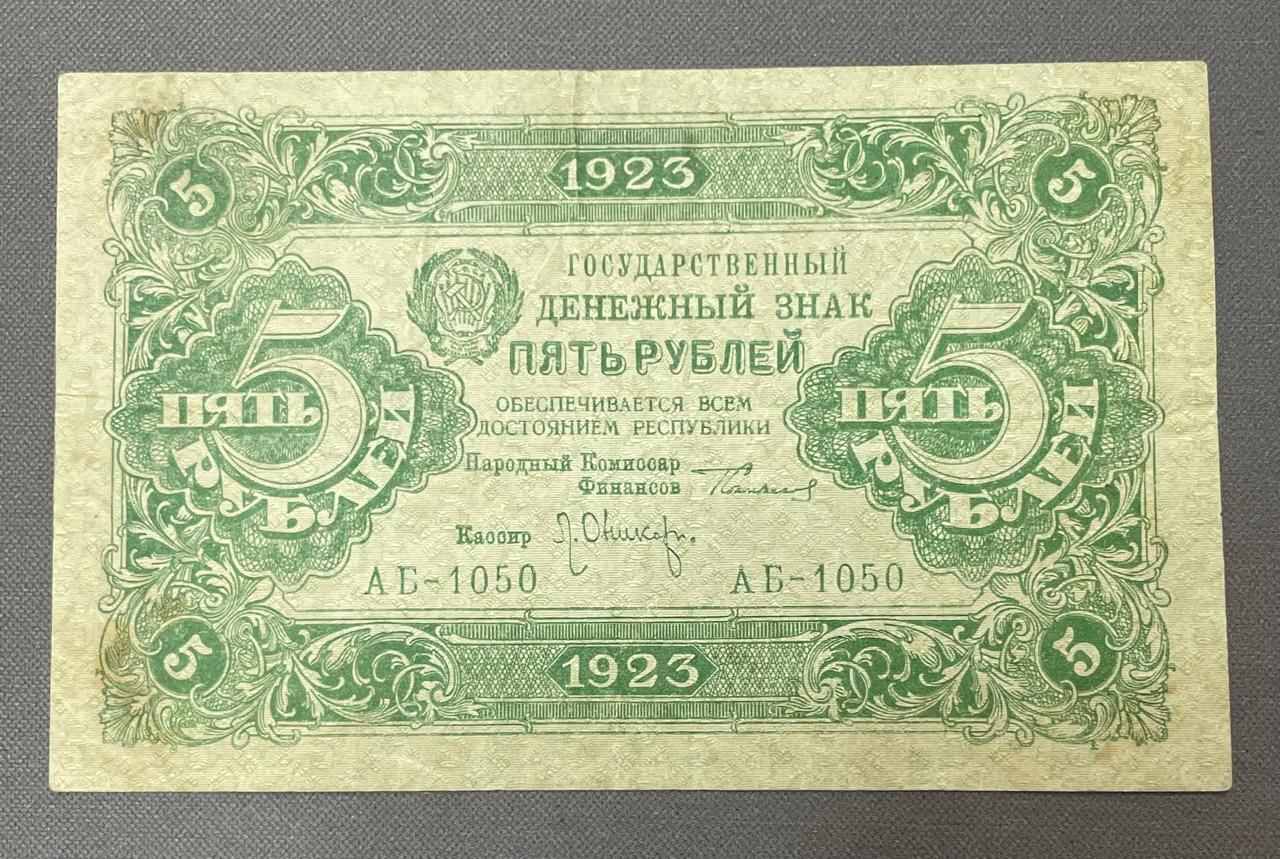 5 1923 5
ГОСУДАРСТВЕННЫЙ
ДЕНЕЖНЫЙ ЗНАК
ПЯТЬ РУБЛЕЙ
5 ПЯТЬ РУБЛЕЙ
5 ПЯТЬ РУБЛЕЙ
ОБЕСПЕЧИВАЕТСЯ ВСЕМ
ДОСТОЯНИЕМ РЕСПУБЛИКИ
Народный Комиссар
Финансов
Кассир Л. Оникер.
АБ-1050 АБ-1050
5 1923 5